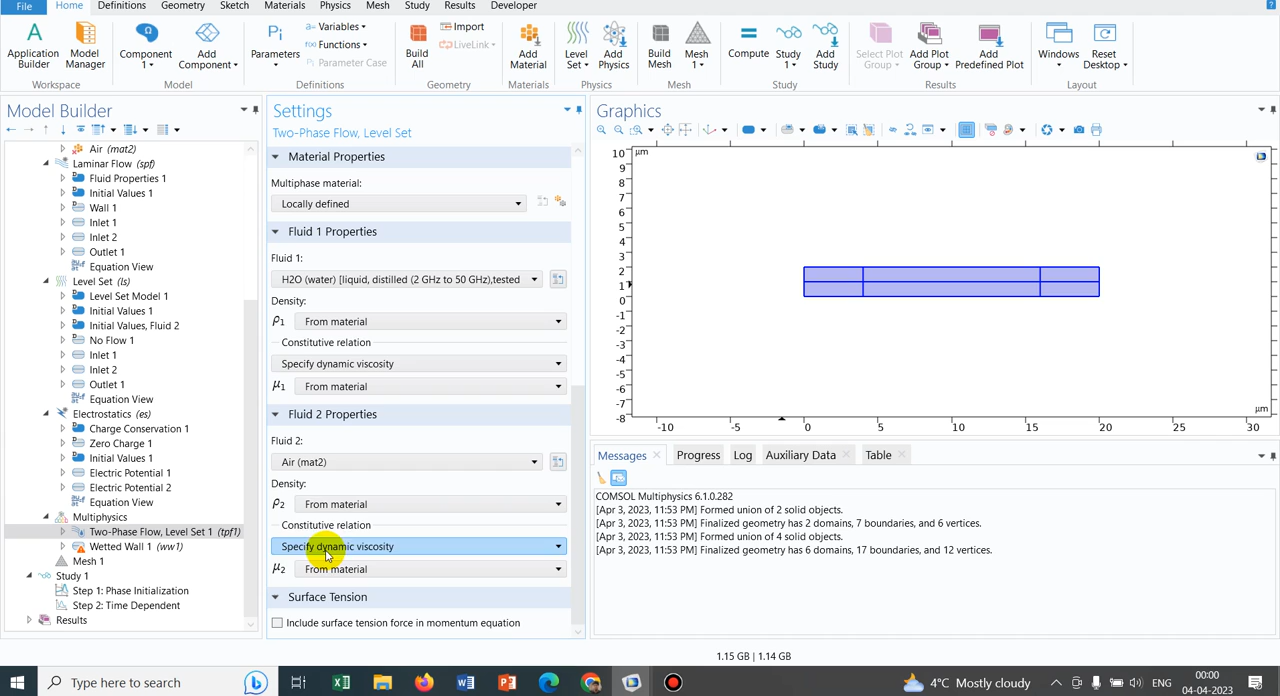 File Home Definitions Geometry Sketch Materials Physics Mesh Study Results Developer
Application Builder
Model Manager
Workspace
Component 1
Add Component
Model
Parameters
a= Variables
f(x) Functions
Pi Parameter Case
Definitions
Build All
Import
LiveLink
Geometry
Add Material
Materials
Level Set
Add Physics
Physics
Build Mesh
Mesh 1
Mesh
Compute
Study 1
Add Study
Study
Select Plot Group
Add Plot Group
Add Predefined Plot
Results
Windows
Reset Desktop
Layout
Model Builder
Air (mat2)
Laminar Flow (spf)
Fluid Properties 1
Initial Values 1
Wall 1
Inlet 1
Inlet 2
Outlet 1
Equation View
Level Set (ls)
Level Set Model 1
Initial Values 1
Initial Values, Fluid 2
No Flow 1
Inlet 1
Inlet 2
Outlet 1
Equation View
Electrostatics (es)
Charge Conservation 1
Zero Charge 1
Initial Values 1
Electric Potential 1
Electric Potential 2
Equation View
Multiphysics
Two-Phase Flow, Level Set 1 (tpf1)
Wetted Wall 1 (ww1)
Mesh 1
Study 1
Step 1: Phase Initialization
Step 2: Time Dependent
Results
Settings
Two-Phase Flow, Level Set
Material Properties
Multiphase material:
Locally defined
Fluid 1 Properties
Fluid 1:
H2O (water) [liquid, distilled (2 GHz to 50 GHz),tested
Density:
ρ1 From material
Constitutive relation
Specify dynamic viscosity
μ1 From material
Fluid 2 Properties
Fluid 2:
Air (mat2)
Density:
ρ2 From material
Constitutive relation
Specify dynamic viscosity
μ2 From material
Surface Tension
Include surface tension force in momentum equation
Graphics
µm
10
9
8
7
6
5
4
3
2
1
0
-1
-2
-3
-4
-5
-6
-7
-8
µm
-10 -5 0 5 10 15 20 25 30
Messages Progress Log Auxiliary Data Table
COMSOL Multiphysics 6.1.0.282
[Apr 3, 2023, 11:53 PM] Formed union of 2 solid objects.
[Apr 3, 2023, 11:53 PM] Finalized geometry has 2 domains, 7 boundaries, and 6 vertices.
[Apr 3, 2023, 11:53 PM] Formed union of 4 solid objects.
[Apr 3, 2023, 11:53 PM] Finalized geometry has 6 domains, 17 boundaries, and 12 vertices.
1.15 GB | 1.14 GB
Type here to search
4°C Mostly cloudy
ENG
00:00
04-04-2023